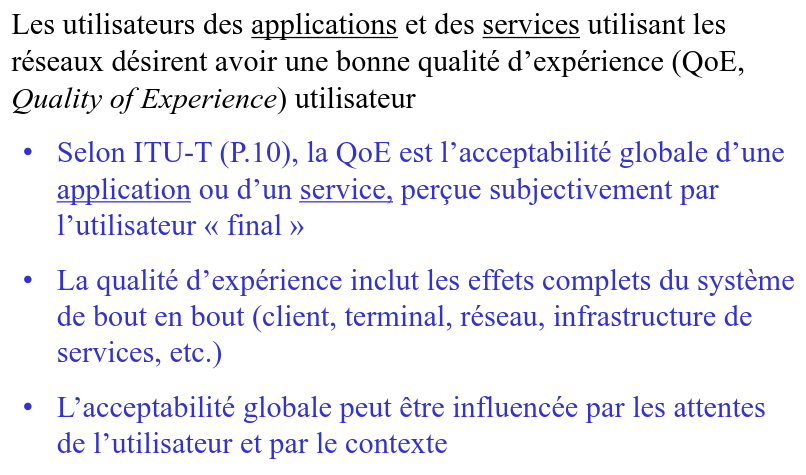 Les utilisateurs des applications et des services utilisant les
réseaux désirent avoir une bonne qualité d’expérience (QoE,
Quality of Experience) utilisateur
• Selon ITU-T (P.10), la QoE est l’acceptabilité globale d’une
application ou d’un service, perçue subjectivement par
l’utilisateur « final »
• La qualité d’expérience inclut les effets complets du système
de bout en bout (client, terminal, réseau, infrastructure de
services, etc.)
• L’acceptabilité globale peut être influencée par les attentes
de l’utilisateur et par le contexte